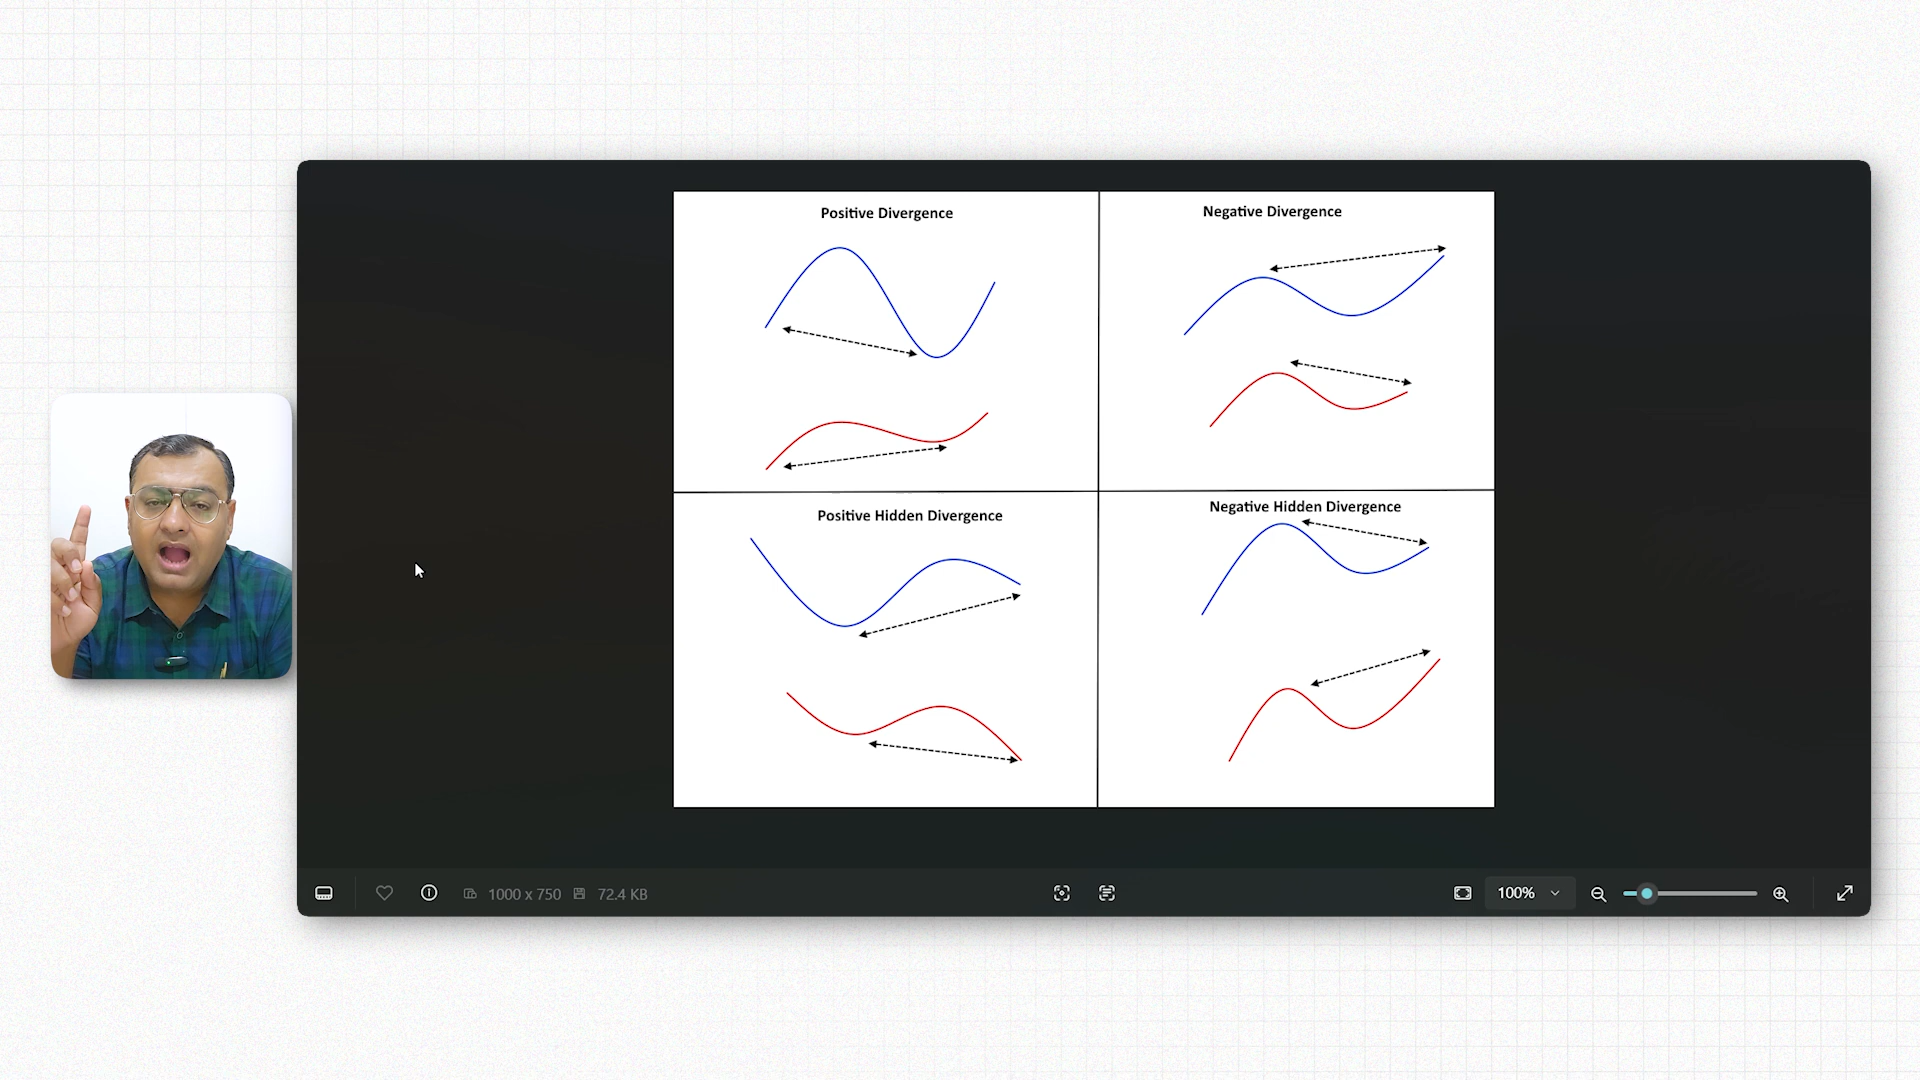 Positive Divergence
Negative Divergence
Positive Hidden Divergence
Negative Hidden Divergence
1000 x 750
72.4 KB
100%